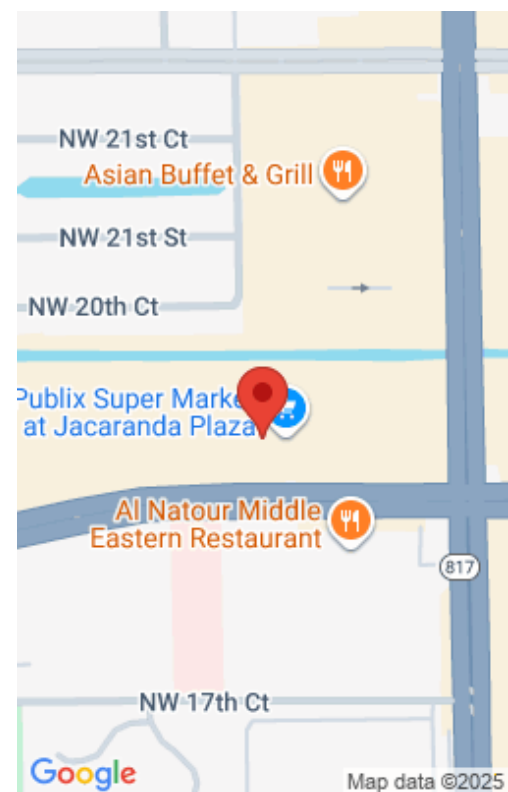 NW 21st Ct
Asian Buffet & Grill
NW 21st St
NW 20th Ct
Publix Super Marke
at Jacaranda Plaza
Al Natour Middle
Eastern Restaurant
817
NW 17th Ct
Google
Map data ©2025